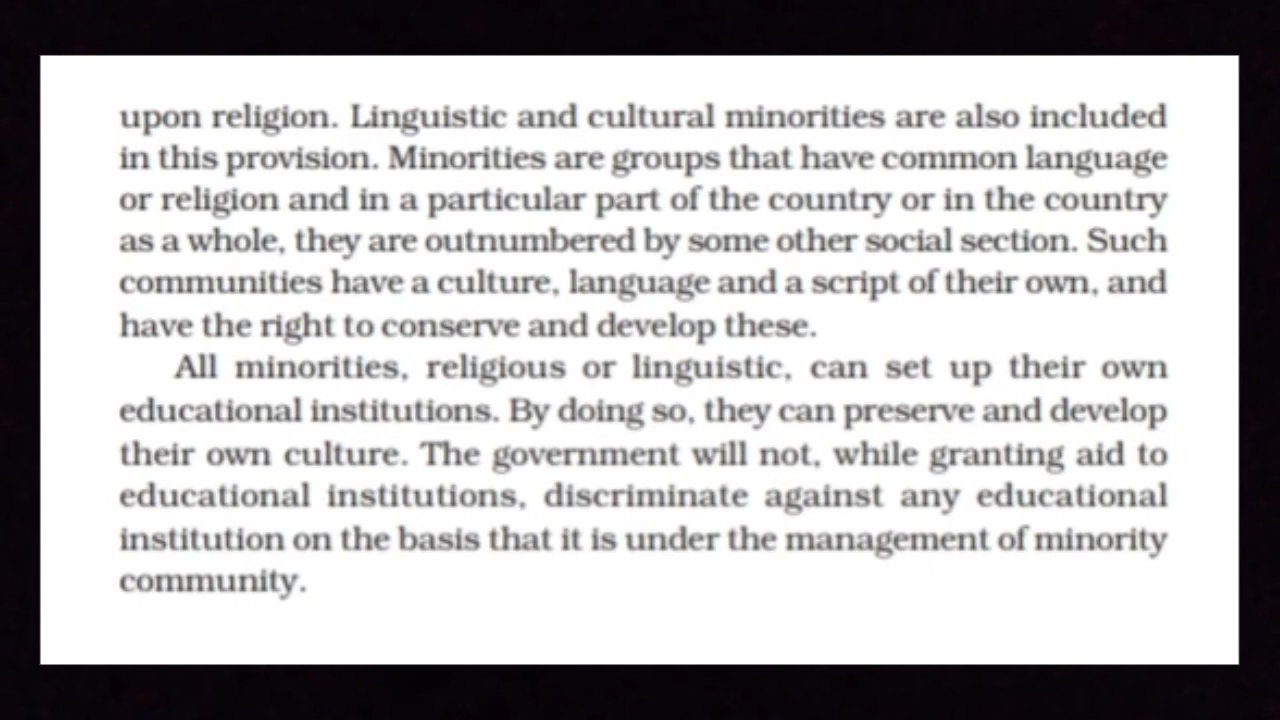 upon religion. Linguistic and cultural minorities are also included
in this provision. Minorities are groups that have common language
or religion and in a particular part of the country or in the country
as a whole, they are outnumbered by some other social section. Such
communities have a culture, language and a script of their own, and
have the right to conserve and develop these.
All minorities, religious or linguistic, can set up their own
educational institutions. By doing so, they can preserve and develop
their own culture. The government will not, while granting aid to
educational institutions, discriminate against any educational
institution on the basis that it is under the management of minority
community.